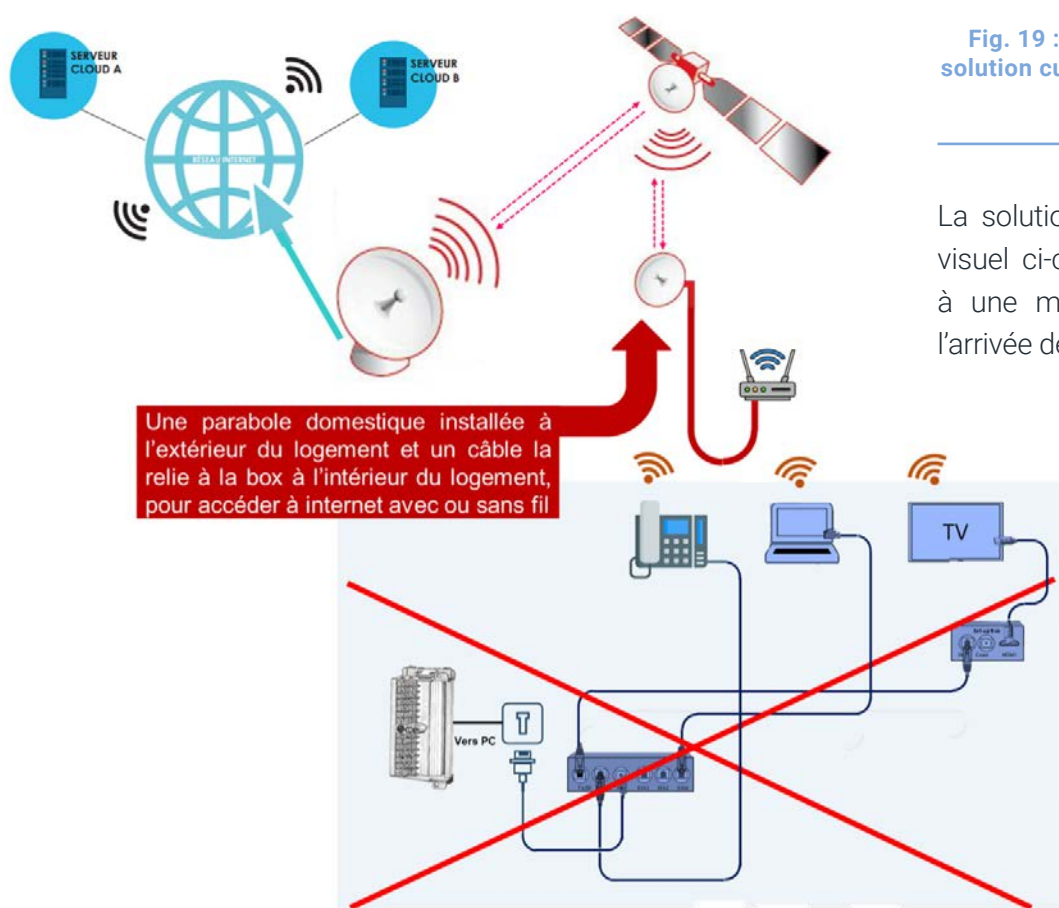 SERVEUR
CLOUD A
SERVEUR
CLOUD B
RÉSEAU INTERNET
Fig. 19 :
solution cu
La solutio
visuel ci-d
à une m
l'arrivée de
Une parabole domestique installée à
l'extérieur du logement et un câble la
relie à la box à l'intérieur du logement,
pour accéder à internet avec ou sans fil
TV
Vers PC
T